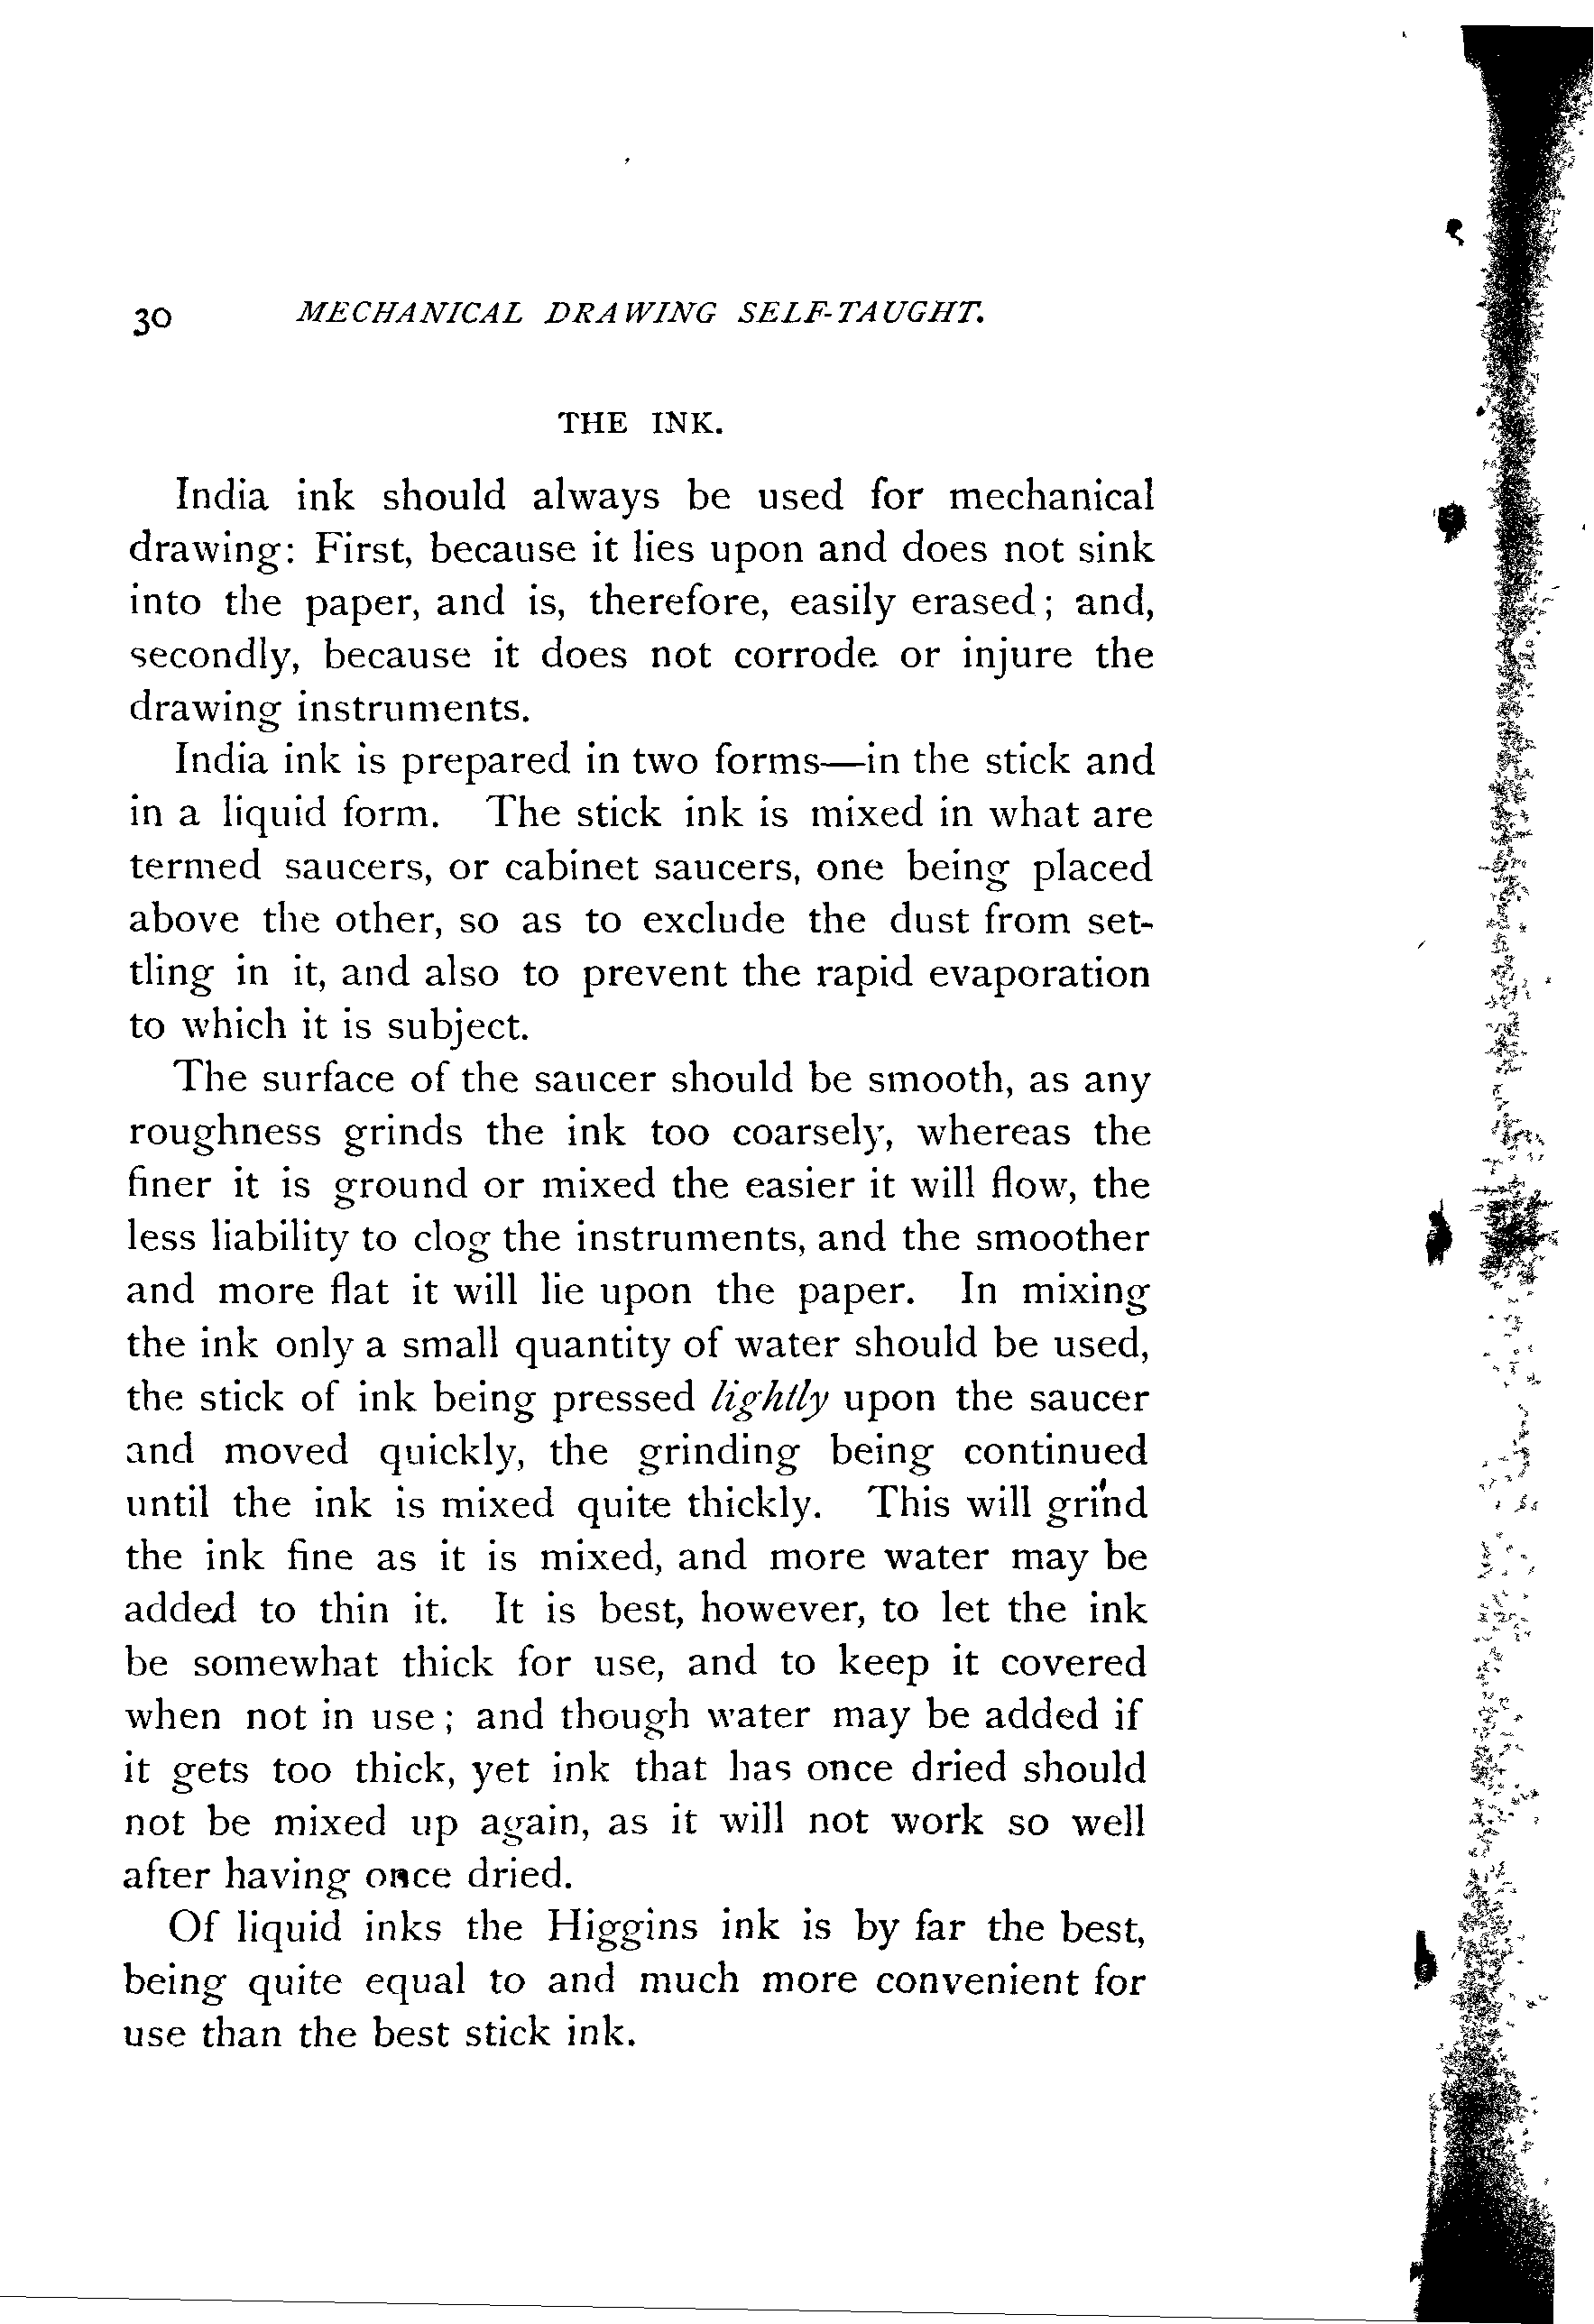 30 MECHANICAL DRAWING SELF-TAUGHT.
THE INK.
India ink should always be used for mechanical
drawing: First, because it lies upon and does not sink
into the paper, and is, therefore, easily erased; and,
secondly, because it does not corrode or injure the
drawing instruments.
India ink is prepared in two forms—in the stick and
in a liquid form. The stick ink is mixed in what are
termed saucers, or cabinet saucers, one being placed
above the other, so as to exclude the dust from set-
tling in it, and also to prevent the rapid evaporation
to which it is subject.
The surface of the saucer should be smooth, as any
roughness grinds the ink too coarsely, whereas the
finer it is ground or mixed the easier it will flow, the
less liability to clog the instruments, and the smoother
and more flat it will lie upon the paper. In mixing
the ink only a small quantity of water should be used,
the stick of ink being pressed lightly upon the saucer
and moved quickly, the grinding being continued
until the ink is mixed quite thickly. This will grind
the ink fine as it is mixed, and more water may be
added to thin it. It is best, however, to let the ink
be somewhat thick for use, and to keep it covered
when not in use; and though water may be added if
it gets too thick, yet ink that has once dried should
not be mixed up again, as it will not work so well
after having once dried.
Of liquid inks the Higgins ink is by far the best,
being quite equal to and much more convenient for
use than the best stick ink.